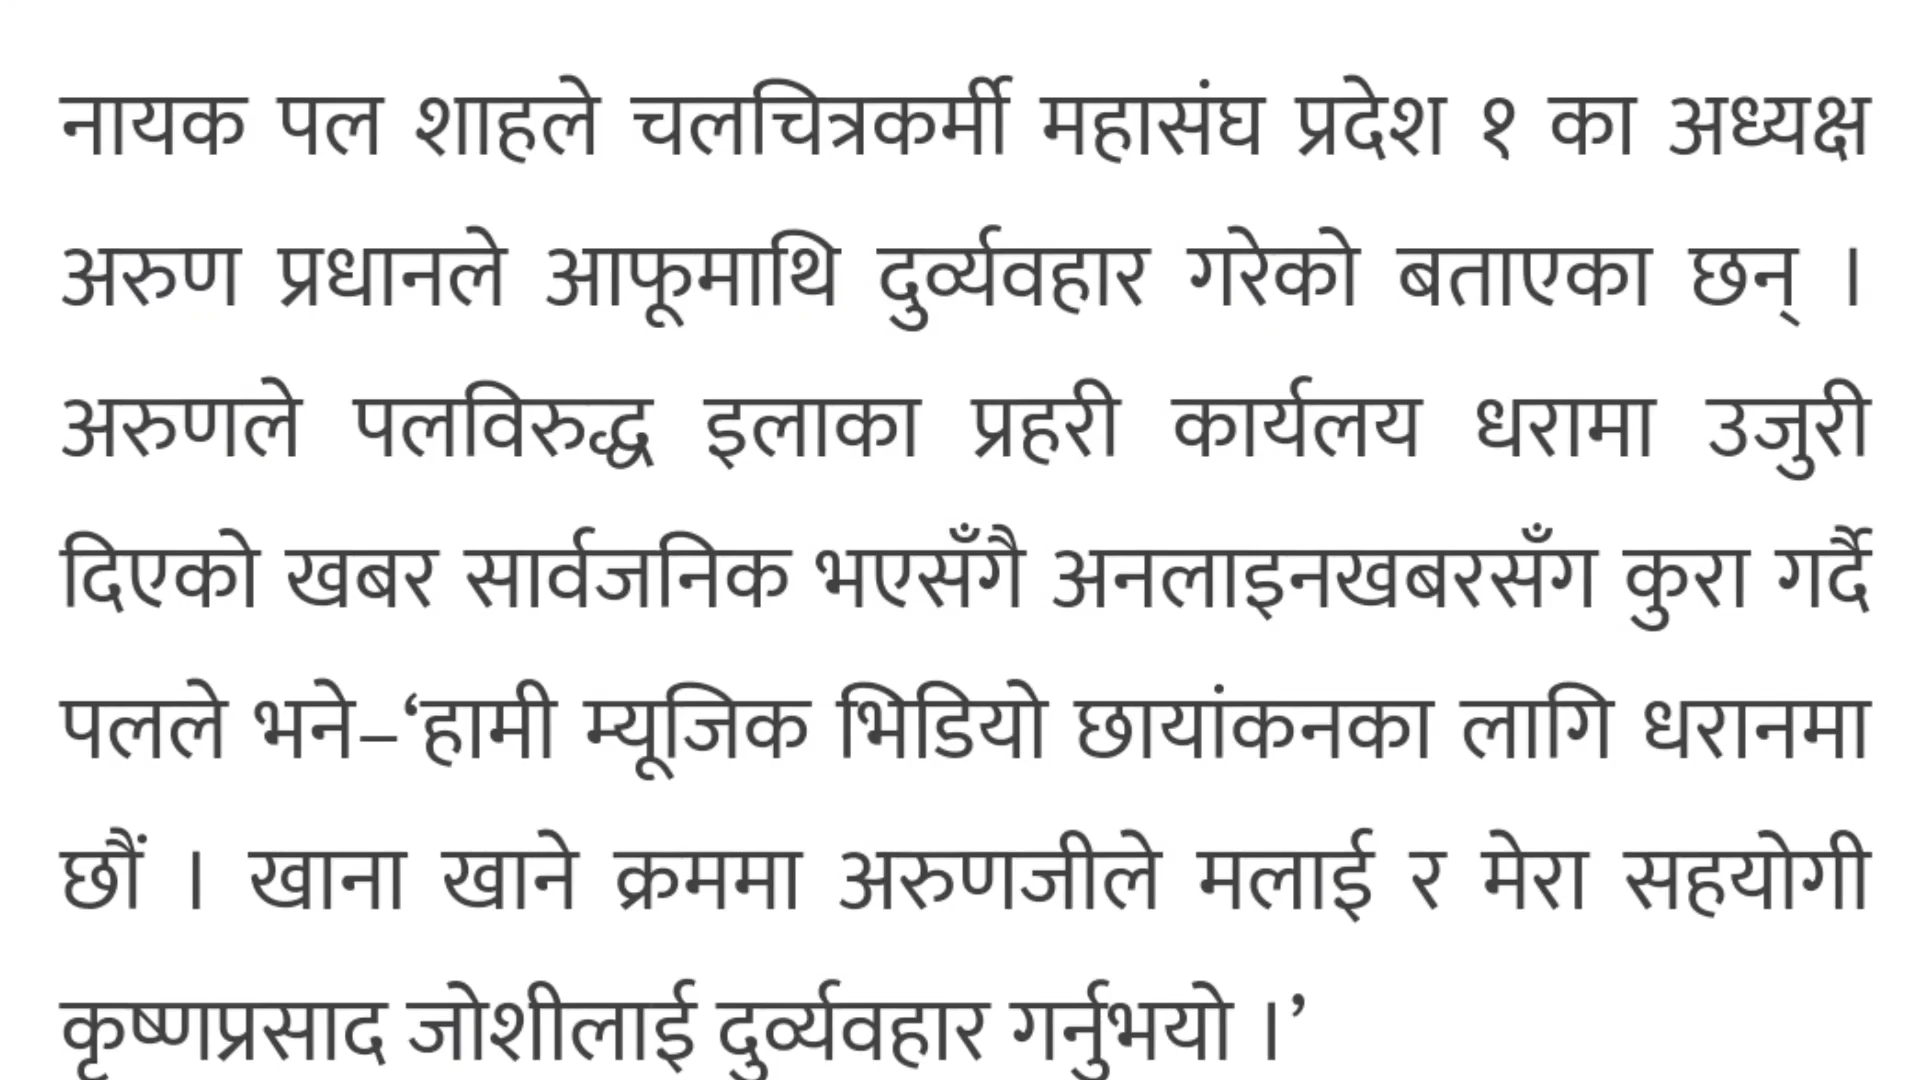 नायक पल शाहले चलचित्रकर्मी महासंघ प्रदेश १ का अध्यक्ष
अरुण प्रधानले आफूमाथि दुर्व्यवहार गरेको बताएका छन् ।
अरुणले पलविरुद्ध इलाका प्रहरी कार्यलय धरामा उजुरी
दिएको खबर सार्वजनिक भएसँगै अनलाइनखबरसँग कुरा गर्दै
पलले भने–‘हामी म्यूजिक भिडियो छायांकनका लागि धरानमा
छौं । खाना खाने क्रममा अरुणजीले मलाई र मेरा सहयोगी
कृष्णप्रसाद जोशीलाई दुर्व्यवहार गर्नुभयो ।’